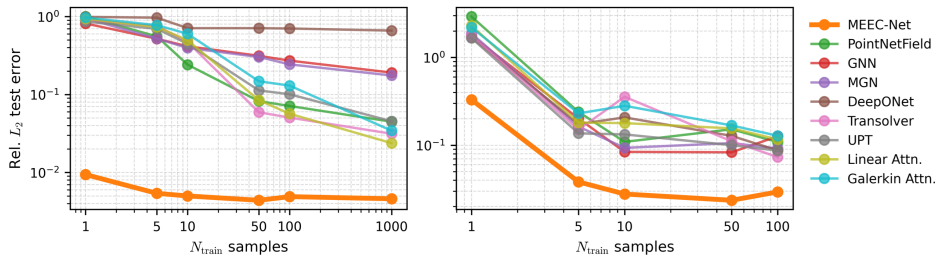 Rel. L₂ test error
10⁰
10⁻¹
10⁻²
1
5
10
50
100
1000
N_train samples
10⁰
10⁻¹
1
5
10
50
100
N_train samples
MEEC-Net
PointNetField
GNN
MGN
DeepONet
Transolver
UPT
Linear Attn.
Galerkin Attn.